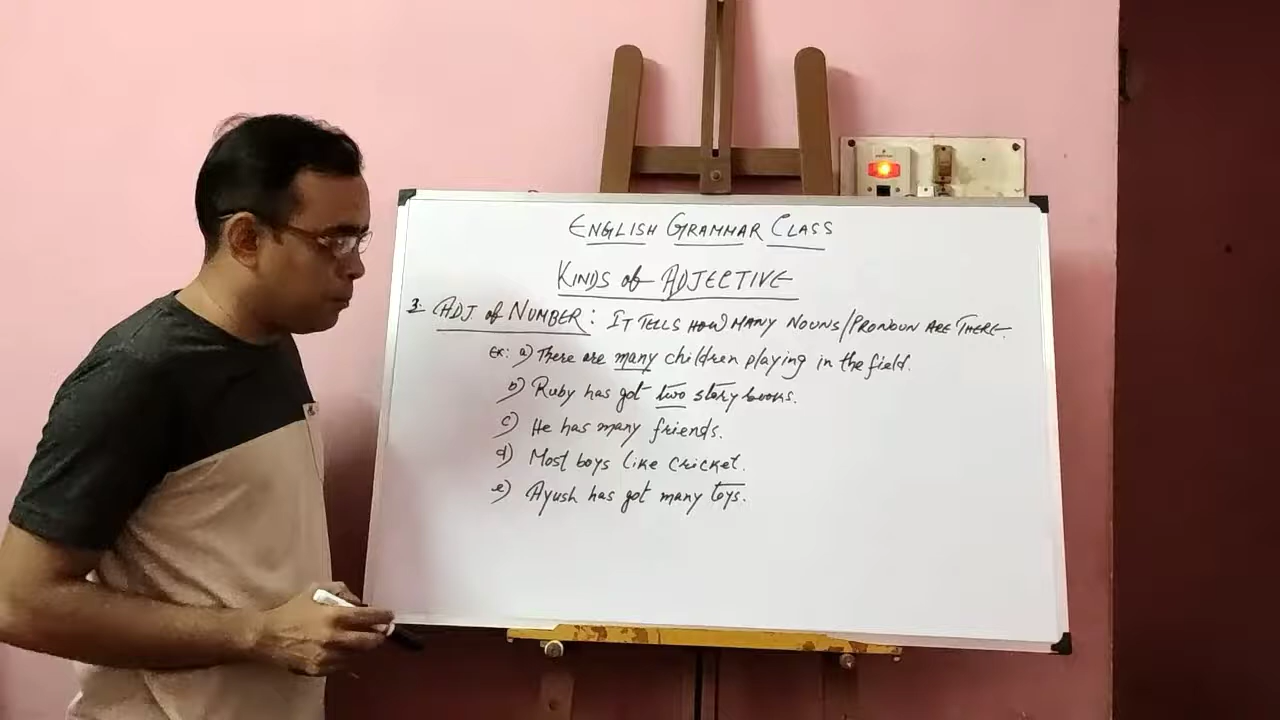 ENGLISH GRAMMAR CLASS
KINDS of ADJECTIVE
3. ADJ of NUMBER: IT TELLS HOW MANY NOUNS/PRONOUN ARE THERE.
Ex: a) There are many children playing in the field.
b) Ruby has got two story books.
c) He has many friends.
d) Most boys like cricket.
e) Ayush has got many toys.